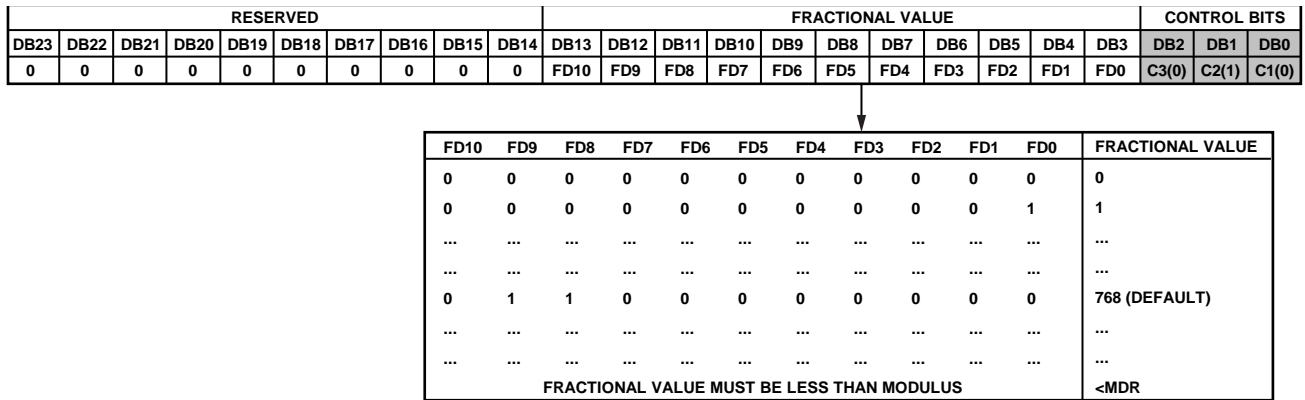 RESERVED FRACTIONAL VALUE CONTROL BITS
DB23 DB22 DB21 DB20 DB19 DB18 DB17 DB16 DB15 DB14 DB13 DB12 DB11 DB10 DB9 DB8 DB7 DB6 DB5 DB4 DB3 DB2 DB1 DB0
0 0 0 0 0 0 0 0 0 0 FD10 FD9 FD8 FD7 FD6 FD5 FD4 FD3 FD2 FD1 FD0 C3(0) C2(1) C1(0)
FD10 FD9 FD8 FD7 FD6 FD5 FD4 FD3 FD2 FD1 FD0 FRACTIONAL VALUE
0 0 0 0 0 0 0 0 0 0 0 0
0 0 0 0 0 0 0 0 0 0 1 1
... ... ... ... ... ... ... ... ... ... ... ...
... ... ... ... ... ... ... ... ... ... ... ...
0 1 1 0 0 0 0 0 0 0 0 768 (DEFAULT)
... ... ... ... ... ... ... ... ... ... ... ...
... ... ... ... ... ... ... ... ... ... ... ...
FRACTIONAL VALUE MUST BE LESS THAN MODULUS <MDR